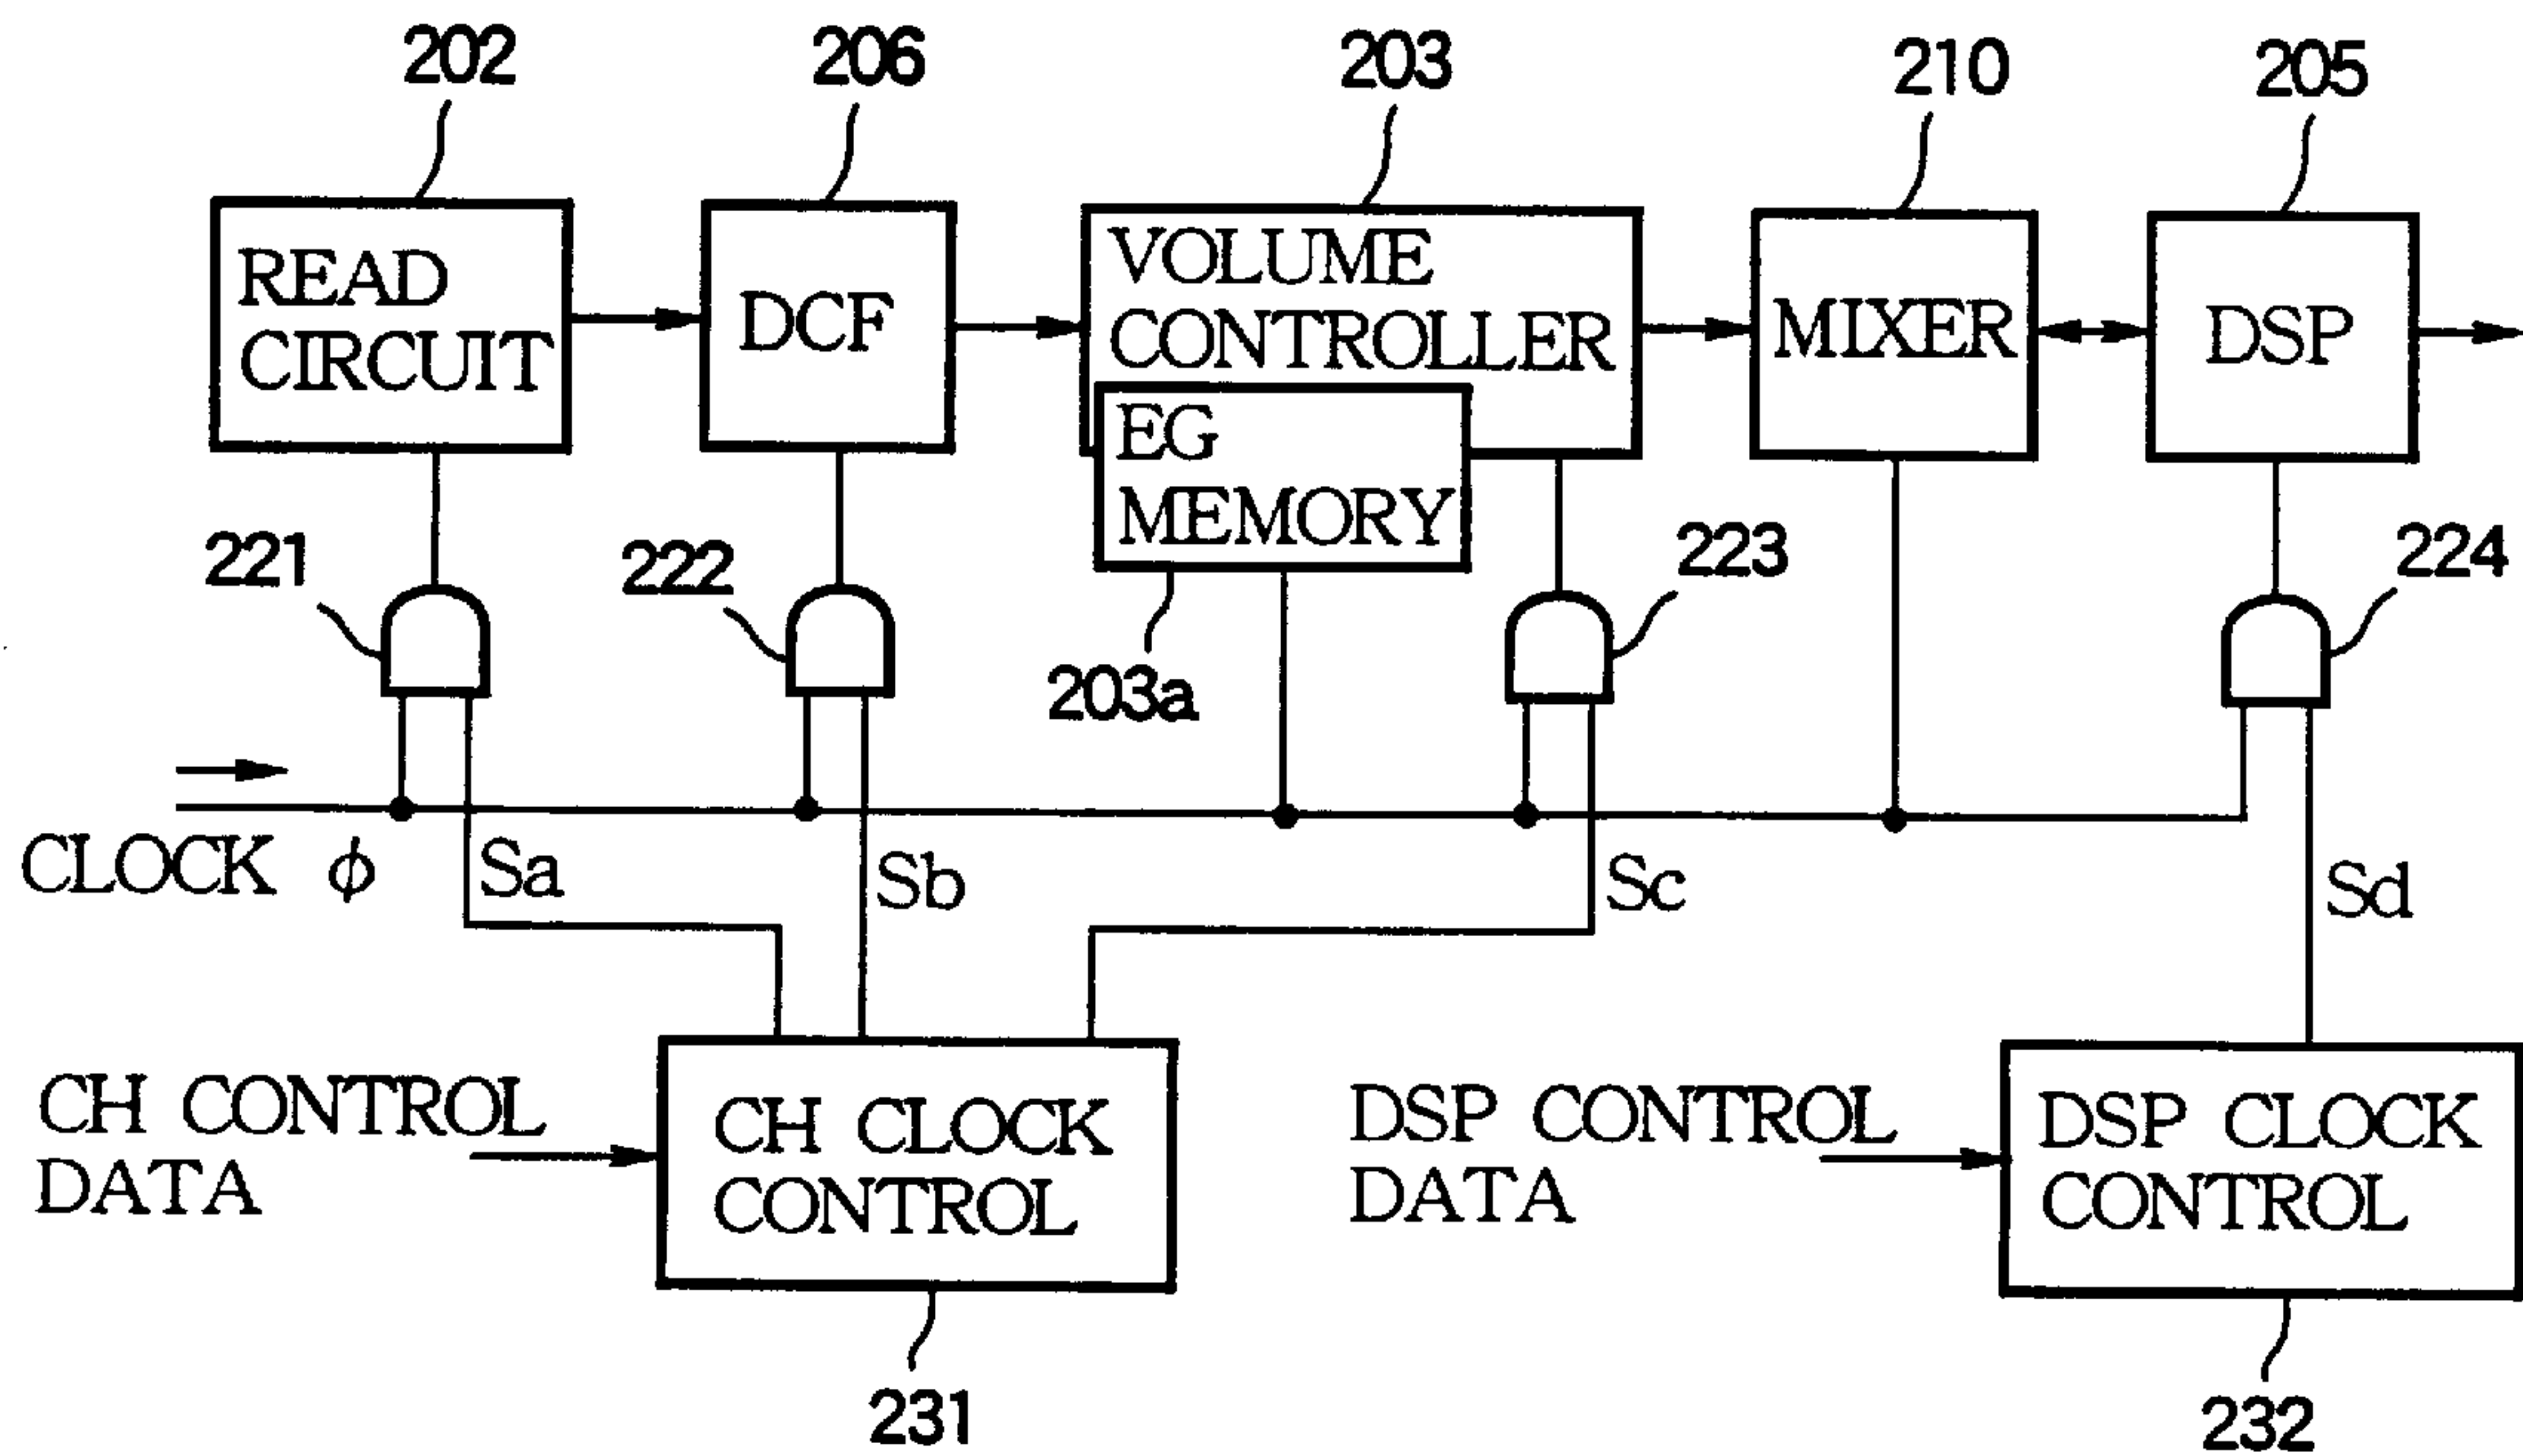 202
206
203
210
205
READ
CIRCUIT
DCF
VOLUME
CONTROLLER
EG
MEMORY
MIXER
DSP
221
222
203a
223
224
CLOCK ϕ
Sa
Sb
Sc
Sd
CH CONTROL
DATA
CH CLOCK
CONTROL
DSP CONTROL
DATA
DSP CLOCK
CONTROL
231
232